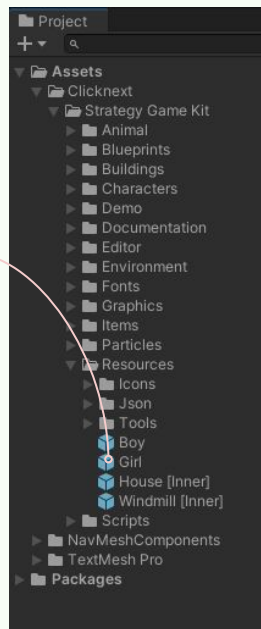 Project
Assets
Clicknext
Strategy Game Kit
Animal
Blueprints
Buildings
Characters
Demo
Documentation
Editor
Environment
Fonts
Graphics
Items
Particles
Resources
Icons
Json
Tools
Boy
Girl
House [Inner]
Windmill [Inner]
Scripts
NavMeshComponents
TextMesh Pro
Packages